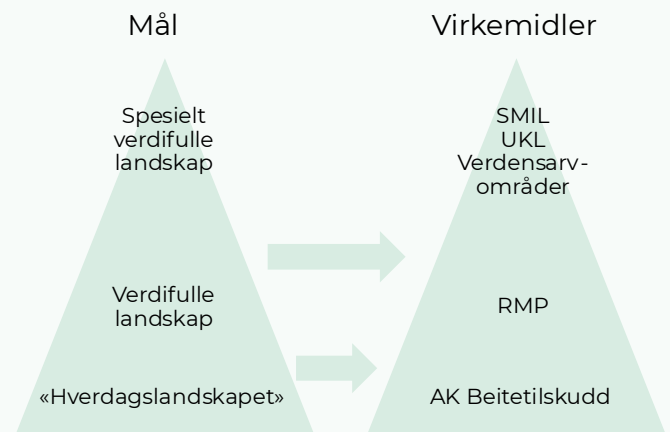 Mål
Spesielt
verdifulle
landskap
Verdifulle
landskap
«Hverdagslandskapet»
Virkemidler
SMIL
UKL
Verdensarv-
områder
RMP
AK Beitetilskudd